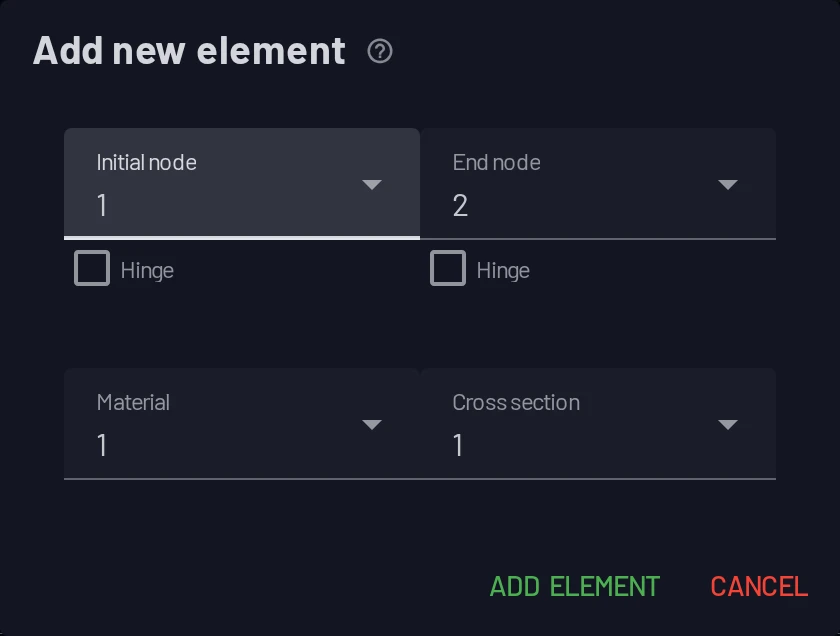 Add new element
Initial node
End node
1
2
Hinge
Hinge
Material
Cross section
1
1
ADD ELEMENT
CANCEL